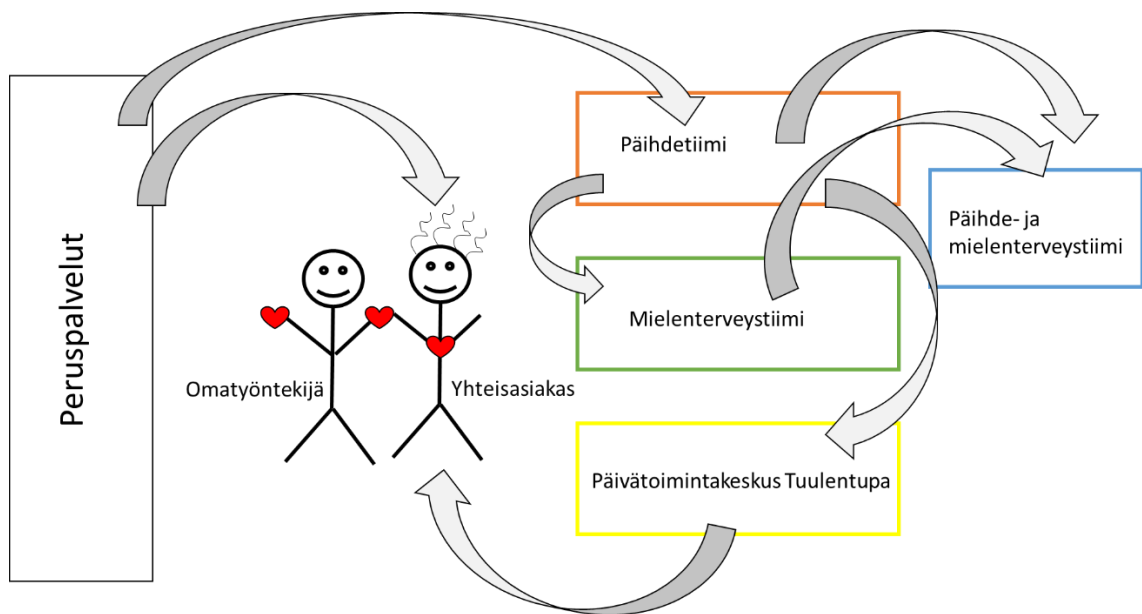 Peruspalvelut
Omatyöntekijä
Yhteisasiakas
Päihdetiimi
Mielenterveystiimi
Päivätoimintakeskus Tuulentupa
Päihde- ja
mielenterveystiimi